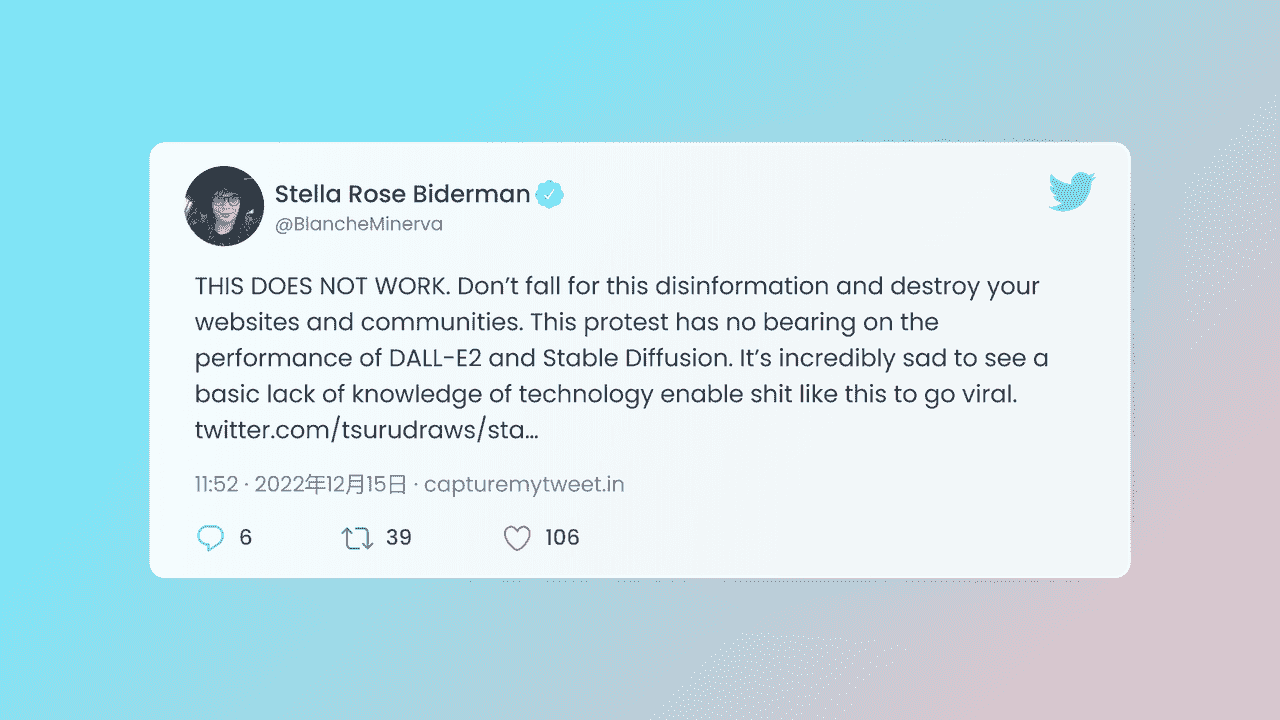 Stella Rose Biderman
@BlancheMinerva
THIS DOES NOT WORK. Don’t fall for this disinformation and destroy your
websites and communities. This protest has no bearing on the
performance of DALL-E2 and Stable Diffusion. It’s incredibly sad to see a
basic lack of knowledge of technology enable shit like this to go viral.
twitter.com/tsurudraws/sta…
11:52 · 2022年12月15日 · capturemytweet.in
6 39 106